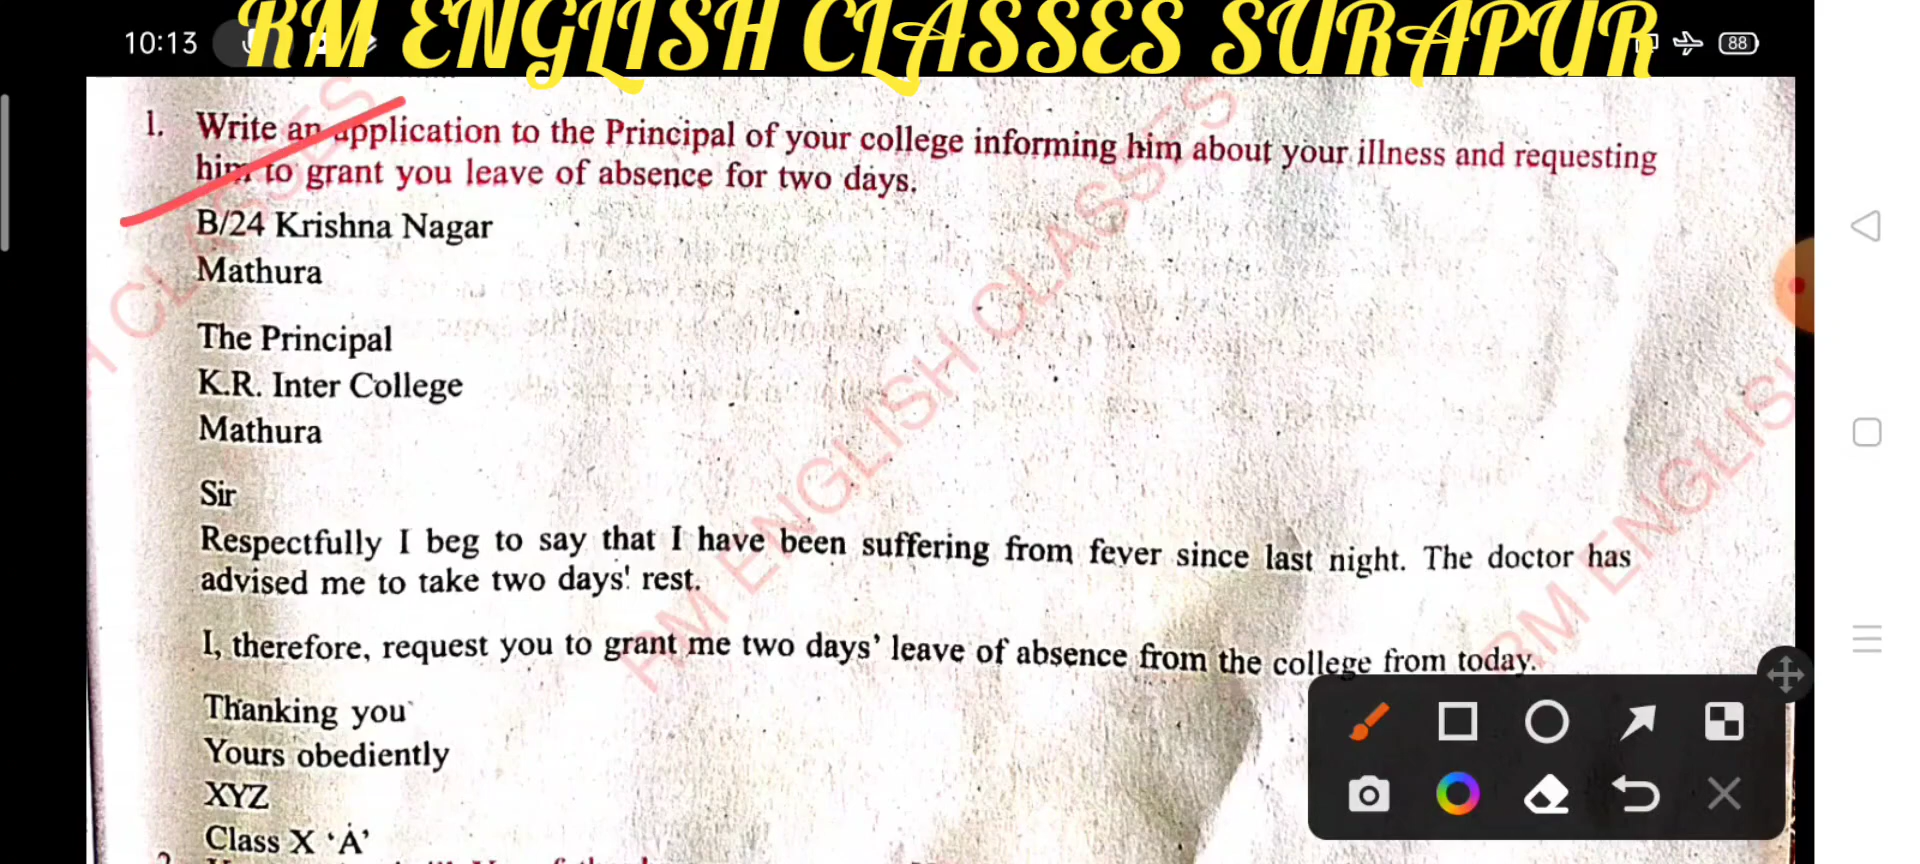 RM ENGLISH CLASSES SURAPUR
10:13
88
1. Write an application to the Principal of your college informing him about your illness and requesting
him to grant you leave of absence for two days.
B/24 Krishna Nagar
Mathura
The Principal
K.R. Inter College
Mathura
Sir
Respectfully I beg to say that I have been suffering from fever since last night. The doctor has
advised me to take two days' rest.
I, therefore, request you to grant me two days' leave of absence from the college from today.
Thanking you
Yours obediently
XYZ
Class X 'A'
RM ENGLISH CLASSES
RM ENGLISH